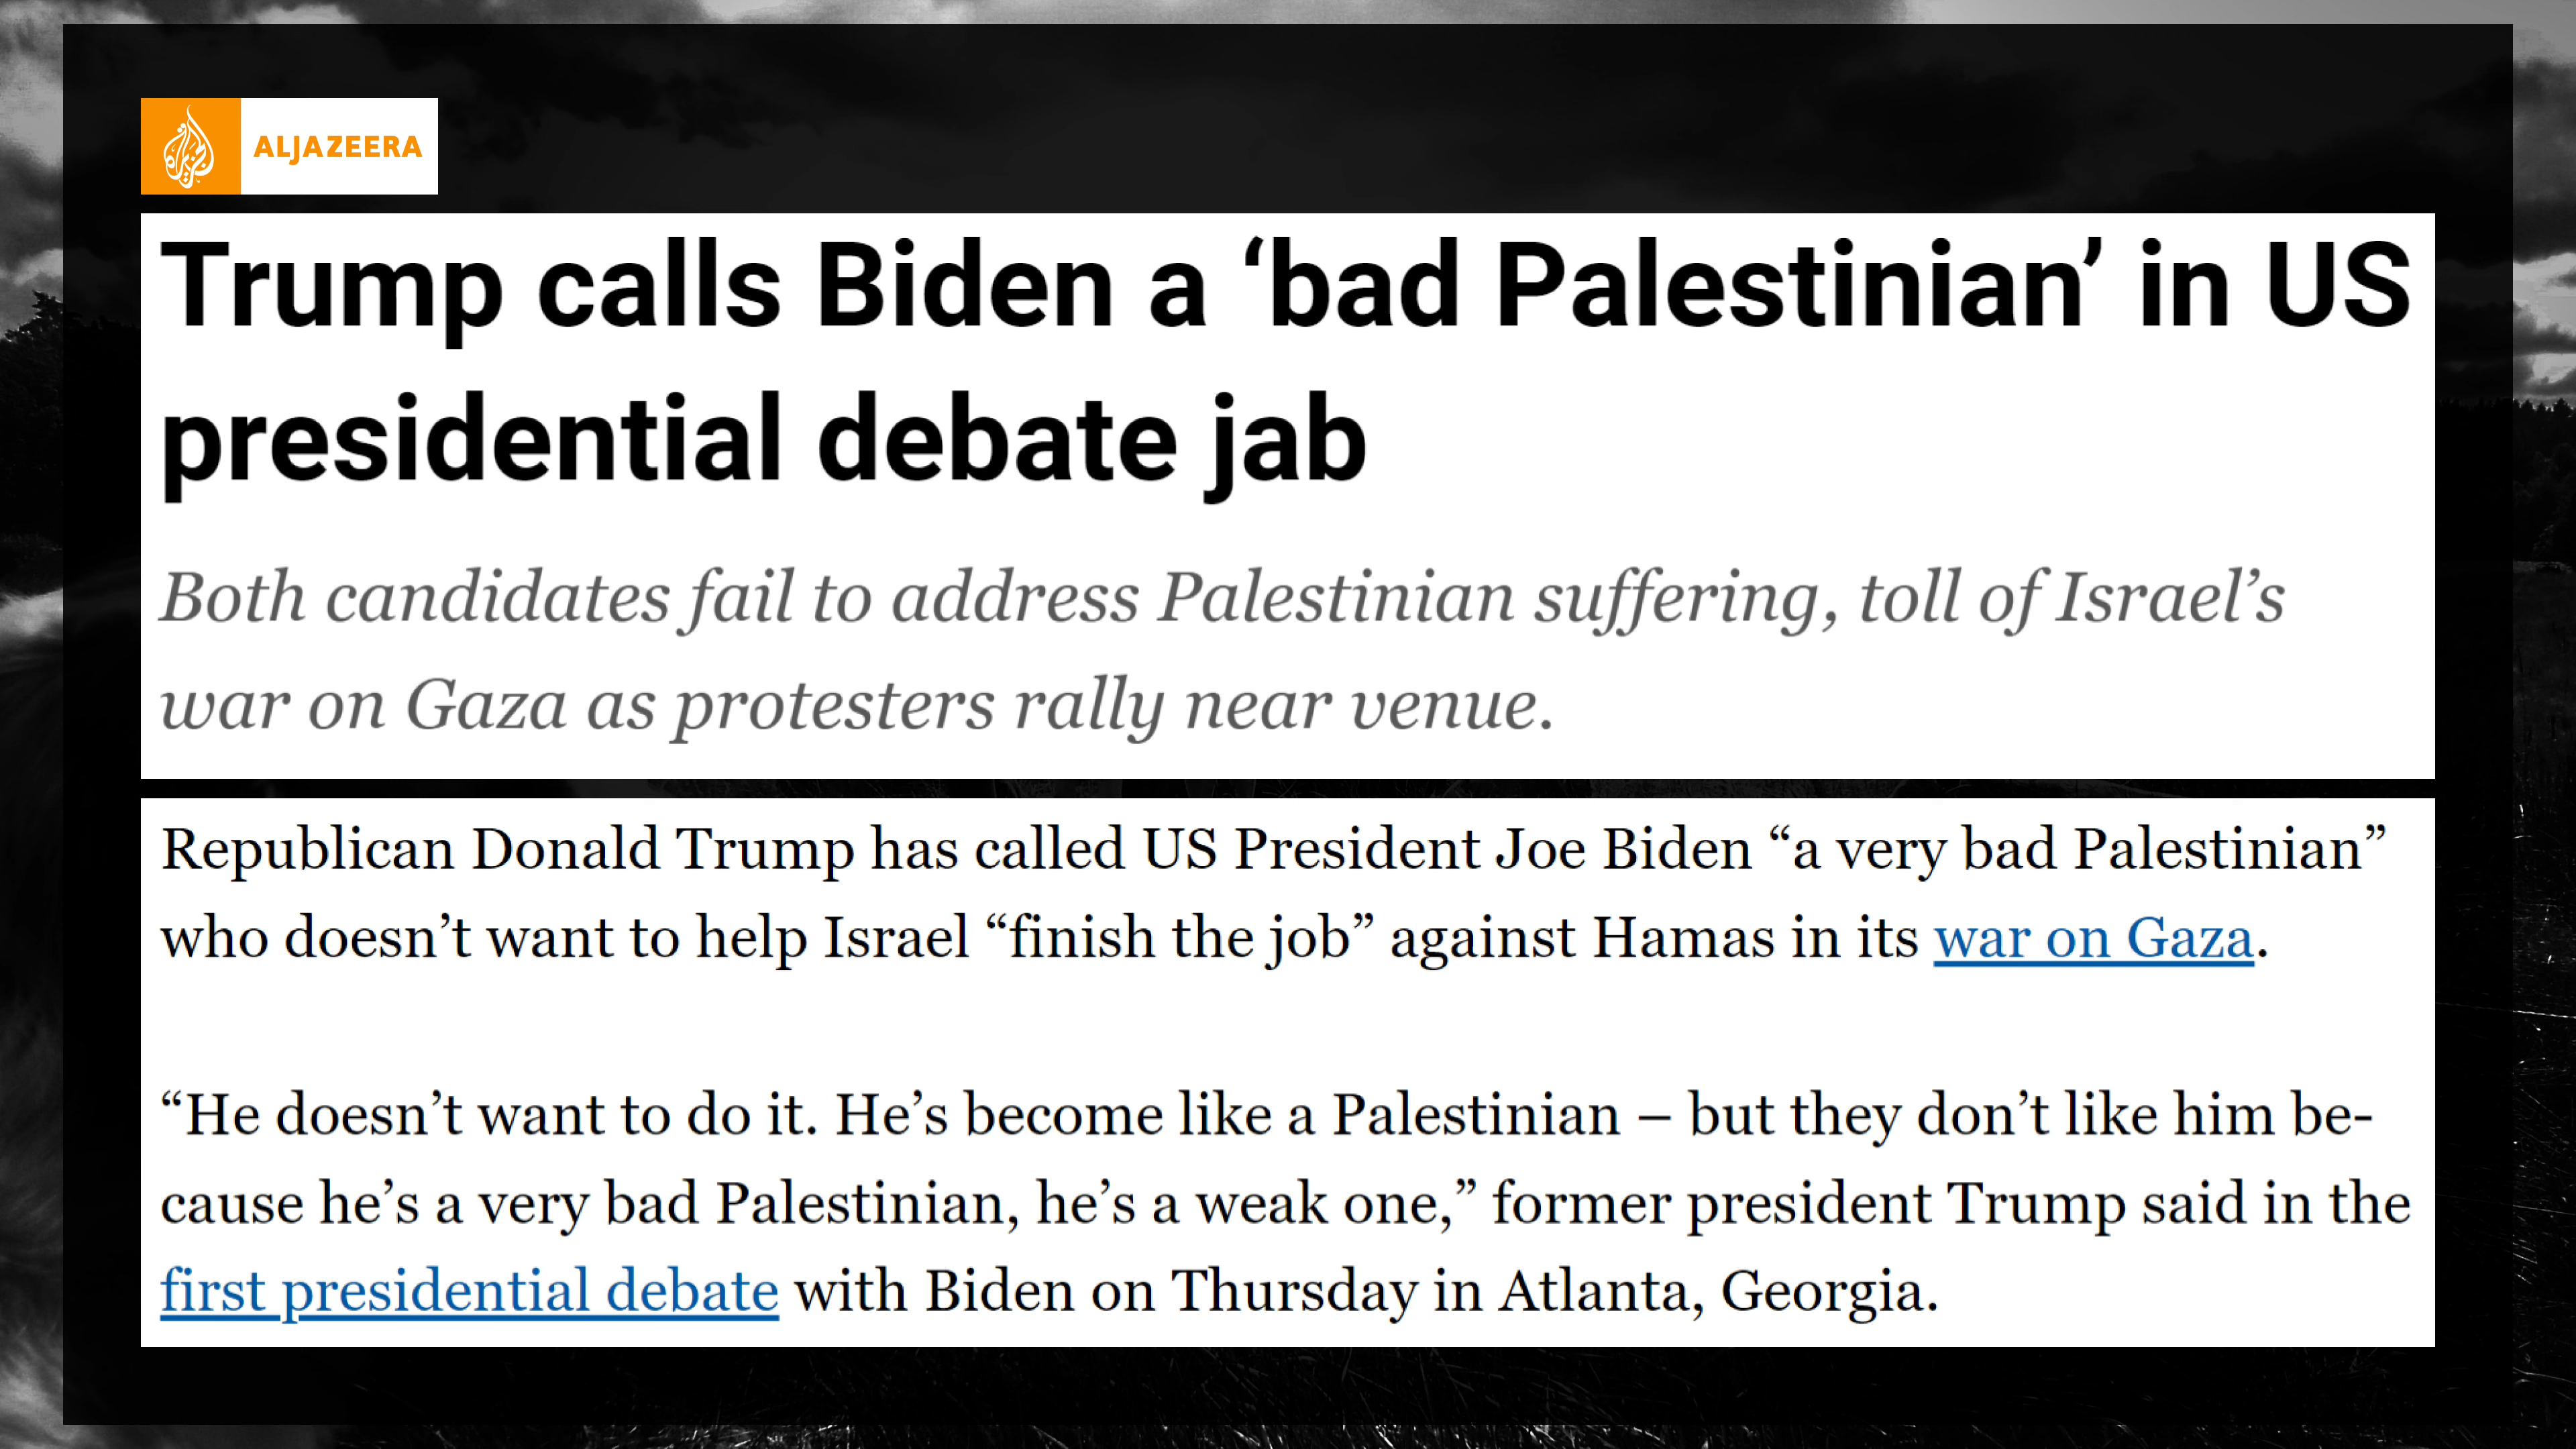 ALJAZEERA
Trump calls Biden a ‘bad Palestinian’ in US
presidential debate jab
Both candidates fail to address Palestinian suffering, toll of Israel’s
war on Gaza as protesters rally near venue.
Republican Donald Trump has called US President Joe Biden “a very bad Palestinian”
who doesn’t want to help Israel “finish the job” against Hamas in its war on Gaza.
“He doesn’t want to do it. He’s become like a Palestinian – but they don’t like him be-
cause he’s a very bad Palestinian, he’s a weak one,” former president Trump said in the
first presidential debate with Biden on Thursday in Atlanta, Georgia.